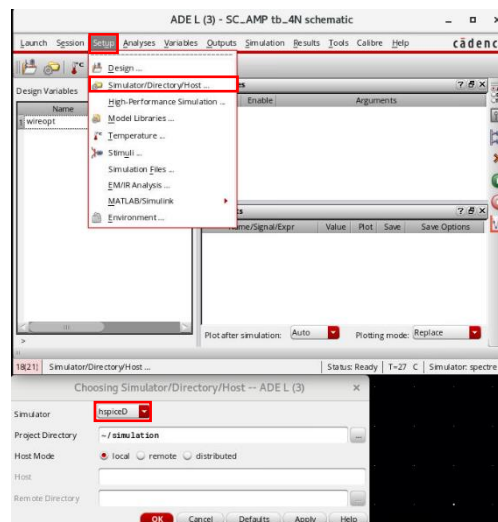 ADE L (3) - SC_AMP tb_4N schematic
Launch Session Setup Analyses Variables Outputs Simulation Results Tools Calibre Help cādenc
Design Variables
Name
1 wireopt
Design ...
Simulator/Directory/Host ...
High-Performance Simulation ...
Model Libraries ...
Temperature ...
Stimuli ...
Simulation Files ...
EM/IR Analysis ...
MATLAB/Simulink
Environment ...
Enable Arguments
Name/Signal/Expr Value Plot Save Save Options
Plot after simulation: Auto Plotting mode: Replace
18(21) Simulator/Directory/Host ... Status: Ready T=27 C Simulator: spectre
Choosing Simulator/Directory/Host -- ADE L (3)
Simulator hspiceD
Project Directory ~/simulation
Host Mode local remote distributed
Host
Remote Directory
OK Cancel Defaults Apply Help